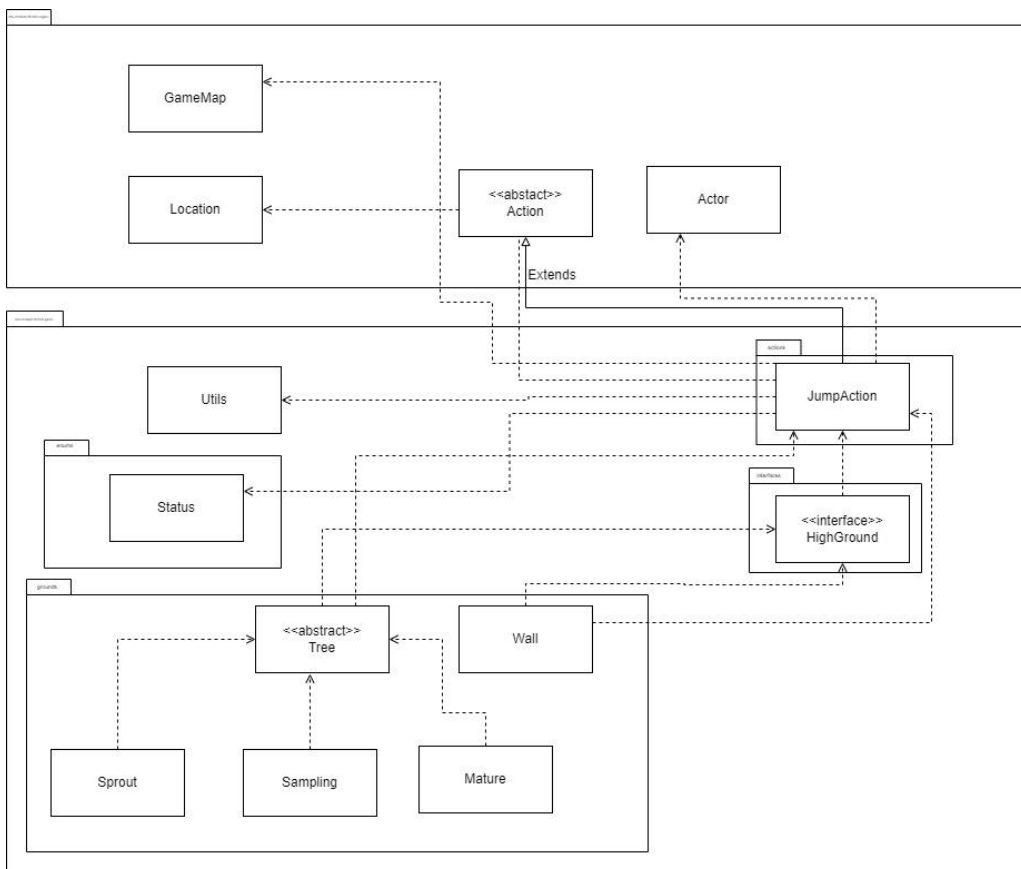 GameMap
Location
<<abstact>>
Action
Actor
Extends
actions
Utils
JumpAction
enums
Status
interfaces
<<interface>>
HighGround
grounds
<<abstract>>
Tree
Wall
Sprout
Sampling
Mature